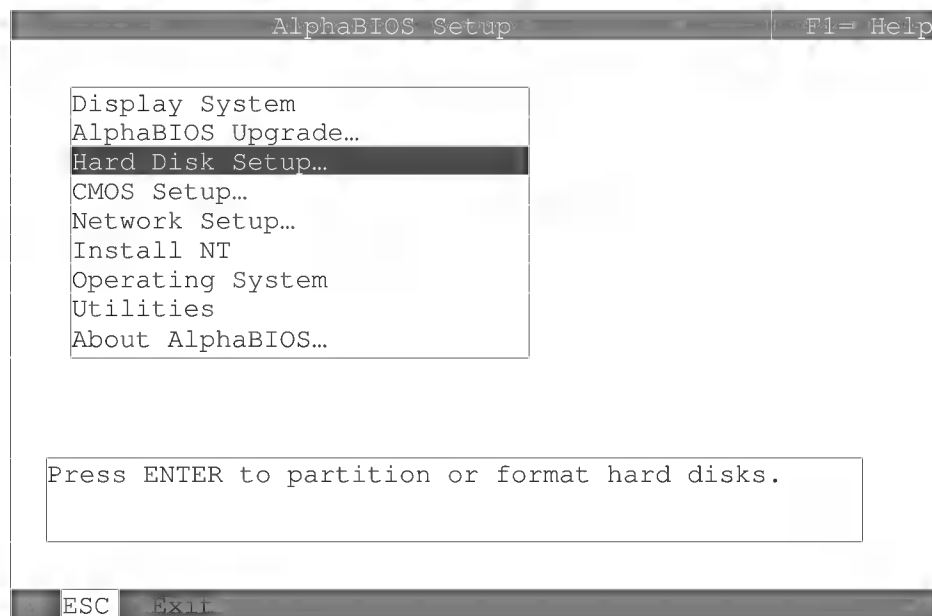 AlphaBIOS Setup F1= Help
Display System
AlphaBIOS Upgrade…
Hard Disk Setup…
CMOS Setup…
Network Setup…
Install NT
Operating System
Utilities
About AlphaBIOS…
Press ENTER to partition or format hard disks.
ESC Exit